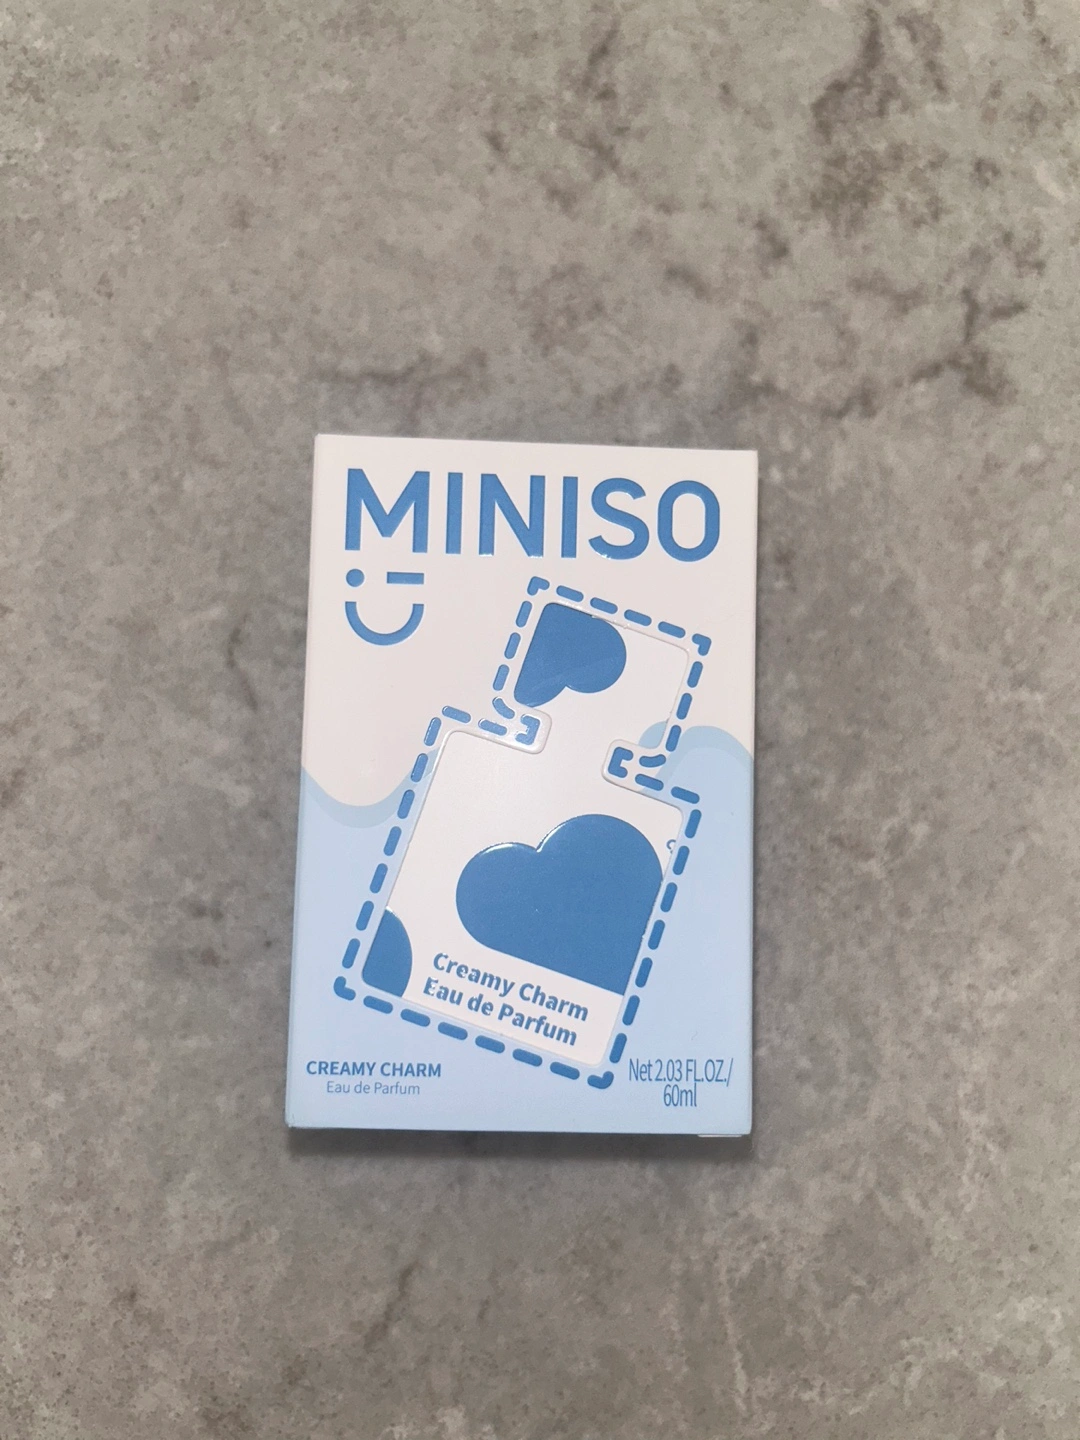 MINISO
Creamy Charm
Eau de Parfum
CREAMY CHARM
Eau de Parfum
Net 2.03 FL.OZ./
60ml